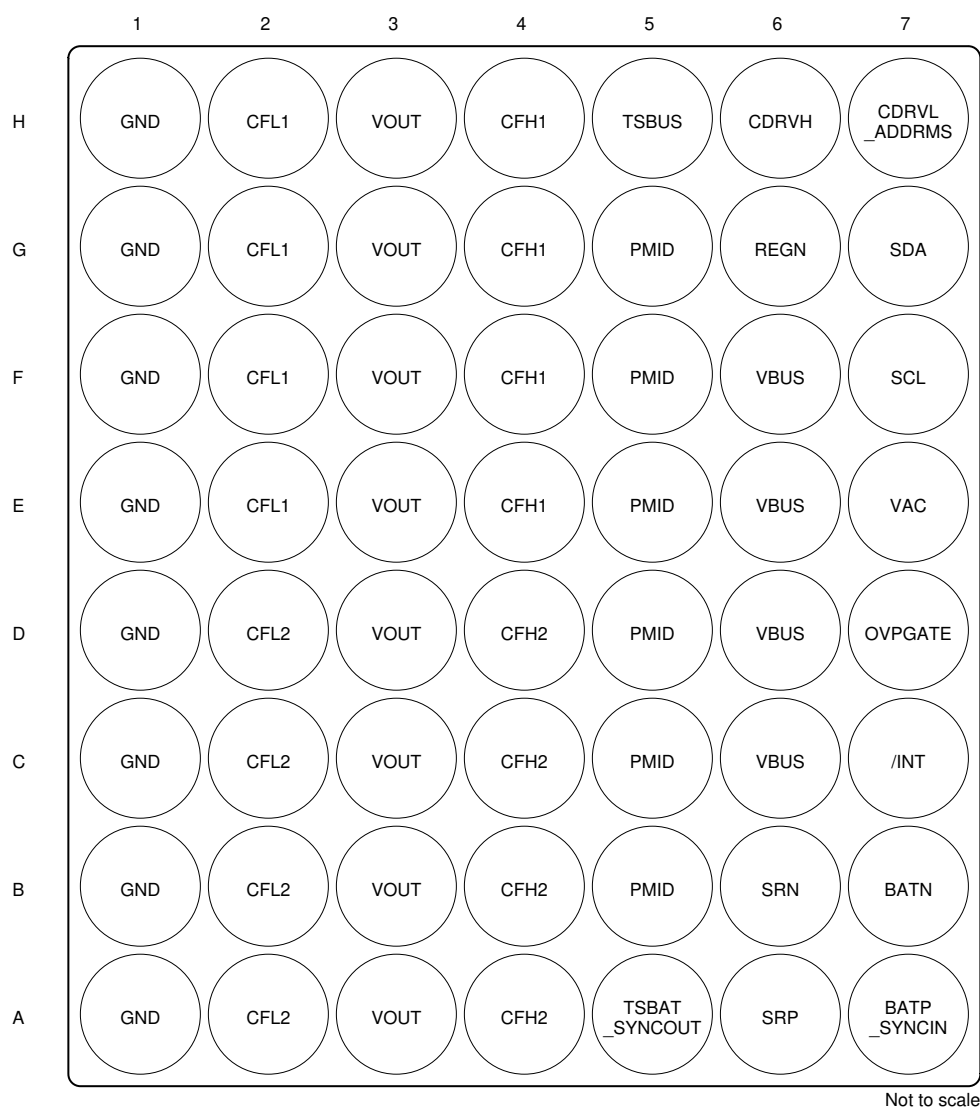 1 2 3 4 5 6 7
H GND CFL1 VOUT CFH1 TSBUS CDRVH CDRVL
_ADDRMS
G GND CFL1 VOUT CFH1 PMID REGN SDA
F GND CFL1 VOUT CFH1 PMID VBUS SCL
E GND CFL1 VOUT CFH1 PMID VBUS VAC
D GND CFL2 VOUT CFH2 PMID VBUS OVPGATE
C GND CFL2 VOUT CFH2 PMID VBUS /INT
B GND CFL2 VOUT CFH2 PMID SRN BATN
A GND CFL2 VOUT CFH2 TSBAT
_SYNCOUT SRP BATP
_SYNCIN
Not to scale